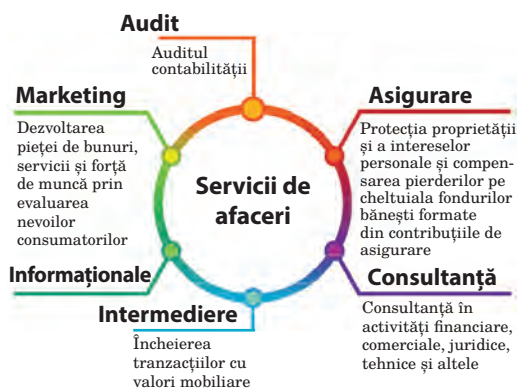 Audit
Auditul
contabilității
Marketing
Dezvoltarea
pieței de bunuri,
servicii și forță
de muncă prin
evaluarea
nevoilor
consumatorilor
Asigurare
Protecția proprietății
și a intereselor
personale și compen-
sarea pierderilor pe
cheltuiala fondurilor
bănești formate
din contribuțiile de
asigurare
Servicii de
afaceri
Informaționale
Consultanță
Consultanță în
activități financiare,
comerciale, juridice,
tehnice și altele
Intermediere
Încheierea
tranzacțiilor cu
valori mobiliare